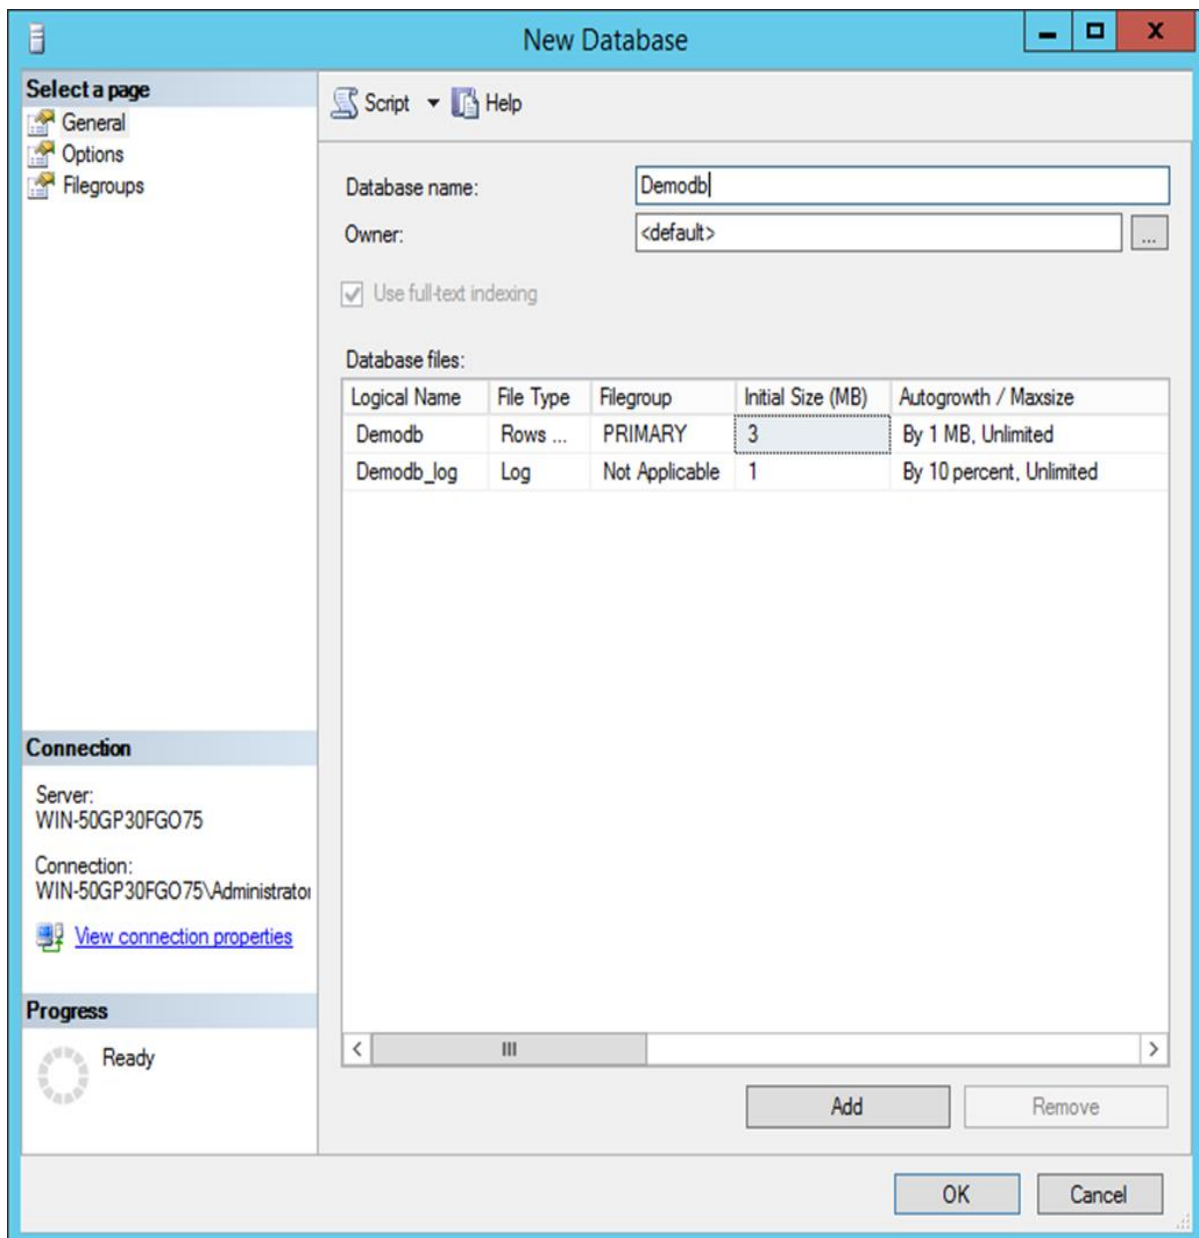 New Database
Select a page
General
Options
Filegroups
Script
Help
Database name:
Demodb
Owner:
<default>
...
Use full-text indexing
Database files:
Logical Name File Type Filegroup Initial Size (MB) Autogrowth / Maxsize
Demodb Rows ... PRIMARY 3 By 1 MB, Unlimited
Demodb_log Log Not Applicable 1 By 10 percent, Unlimited
Connection
Server:
WIN-50GP30FGO75
Connection:
WIN-50GP30FGO75\Administrator
View connection properties
Progress
Ready
Add
Remove
OK
Cancel